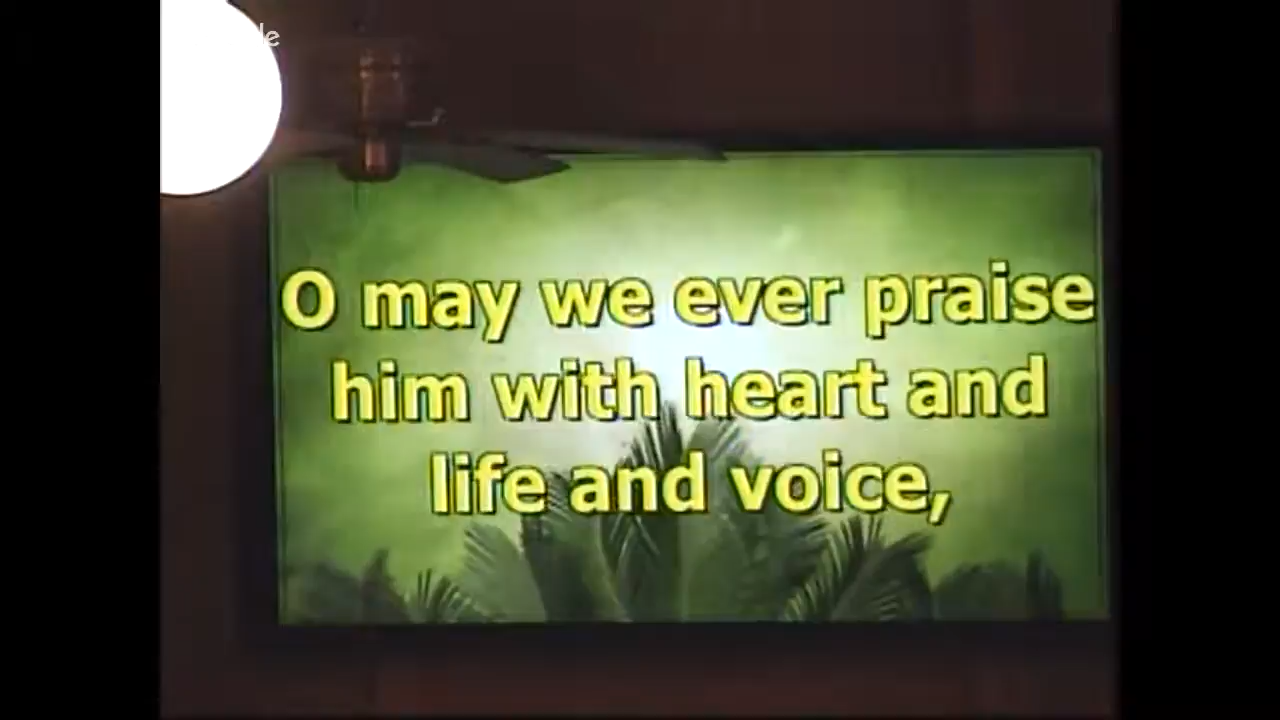 O may we ever praise
him with heart and
life and voice,